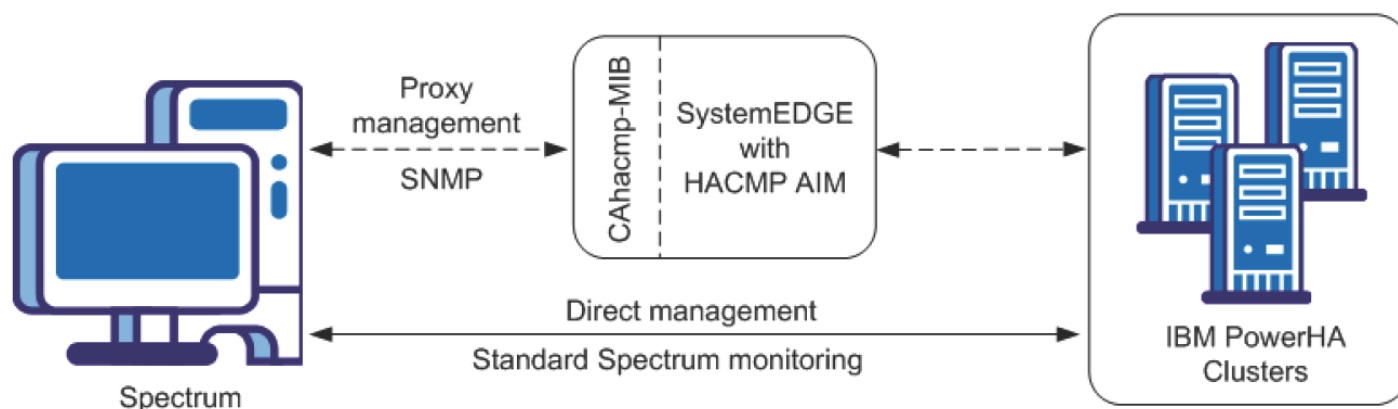 Proxy
management
SNMP
CAhacmp-MIB
SystemEDGE
with
HACMP AIM
Direct management
Standard Spectrum monitoring
Spectrum
IBM PowerHA
Clusters